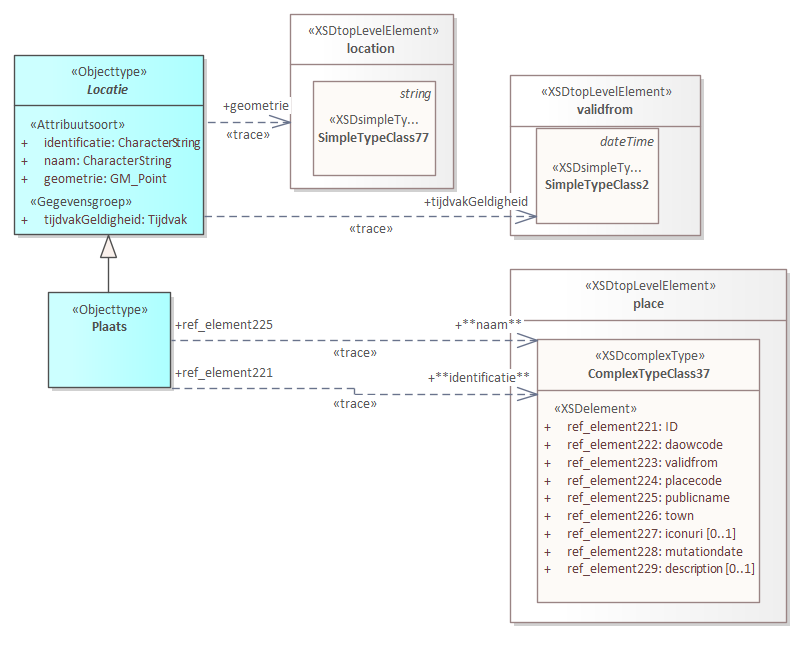 «Objecttype»
Locatie
«Attribuutsoort»
+ identificatie: CharacterString
+ naam: CharacterString
+ geometrie: GM_Point
«Gegevensgroep»
+ tijdvakGeldigheid: Tijdvak
+geometrie
«trace»
«XSDtopLevelElement»
location
string
«XSDsimpleTy...
SimpleTypeClass77
+tijdvakGeldigheid
«trace»
«XSDtopLevelElement»
validfrom
dateTime
«XSDsimpleTy...
SimpleTypeClass2
«Objecttype»
Plaats
+ref_element225
+**naam**
«trace»
+ref_element221
+**identificatie**
«trace»
«XSDtopLevelElement»
place
«XSDcomplexType»
ComplexTypeClass37
«XSDelement»
+ ref_element221: ID
+ ref_element222: daowcode
+ ref_element223: validfrom
+ ref_element224: placecode
+ ref_element225: publicname
+ ref_element226: town
+ ref_element227: iconuri [0..1]
+ ref_element228: mutationdate
+ ref_element229: description [0..1]